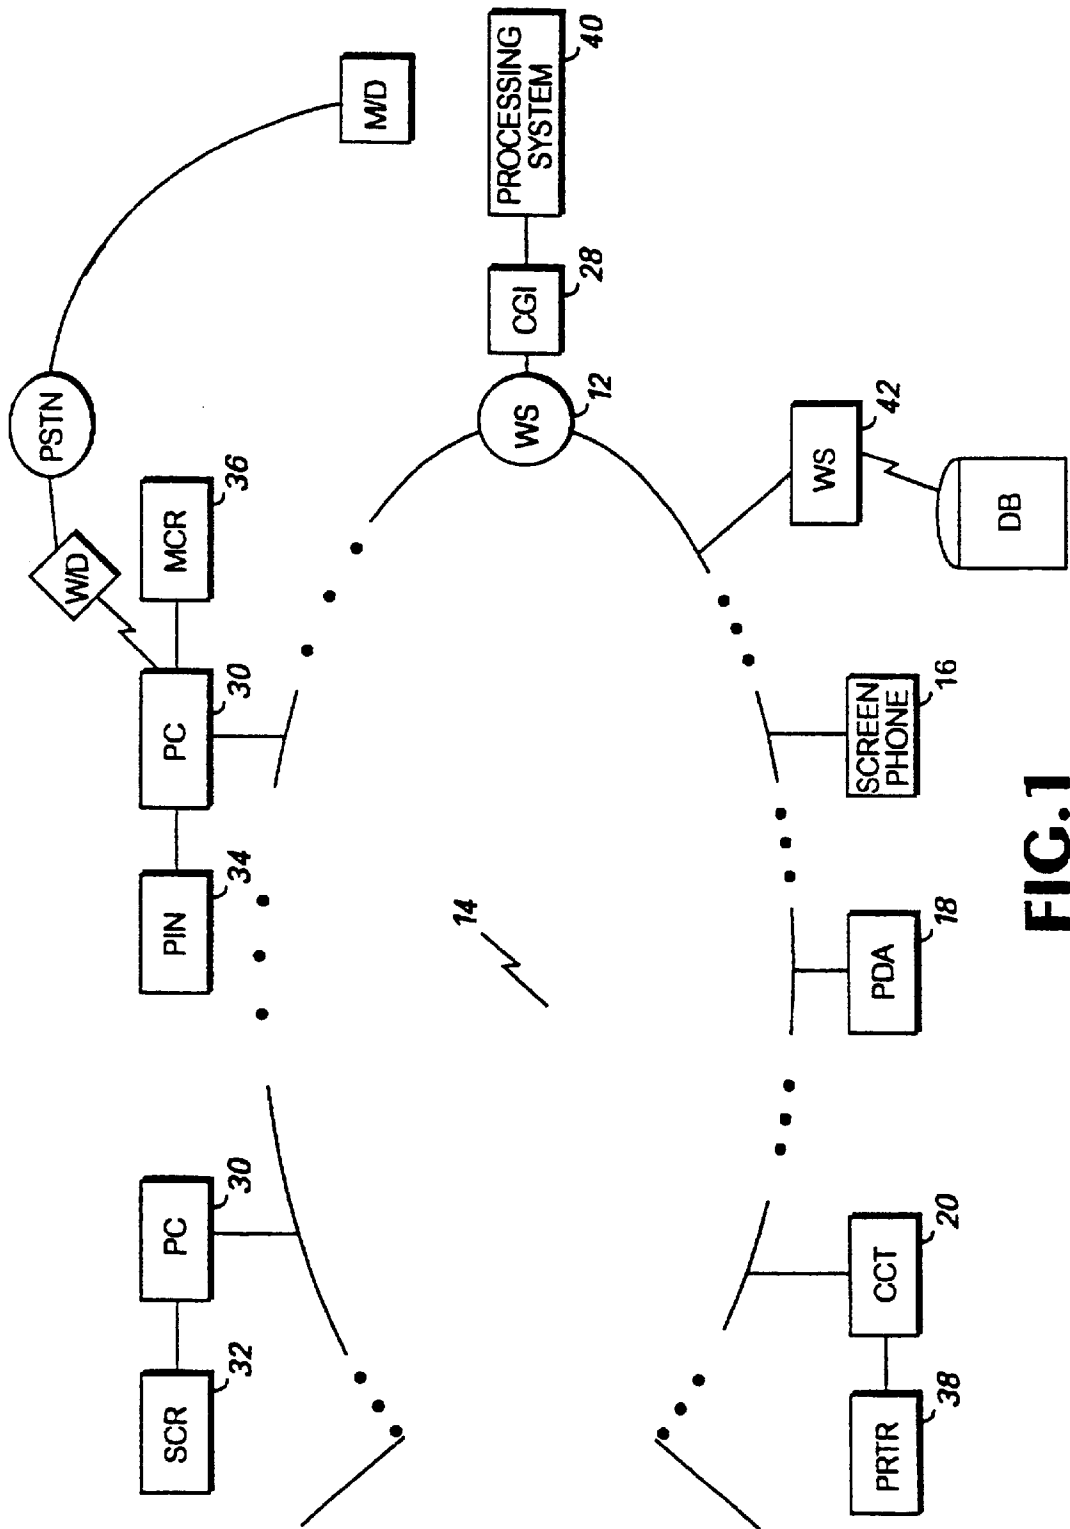 SCR
32
PC
30
PIN
34
PC
30
MCR
36
W/D
PSTN
M/D
14
WS
12
CGI
28
PROCESSING
SYSTEM
40
PRTR
38
CCT
20
PDA
18
SCREEN
PHONE
16
WS
42
DB
FIG.1